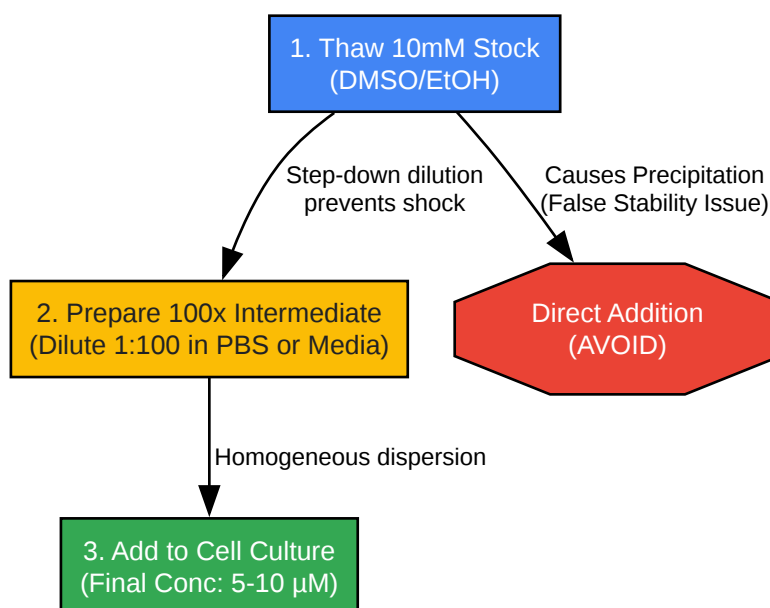 1. Thaw 10mM Stock
(DMSO/EtOH)
Step-down dilution
prevents shock
Causes Precipitation
(False Stability Issue)
2. Prepare 100x Intermediate
(Dilute 1:100 in PBS or Media)
Direct Addition
(AVOID)
Homogeneous dispersion
3. Add to Cell Culture
(Final Conc: 5-10 µM)